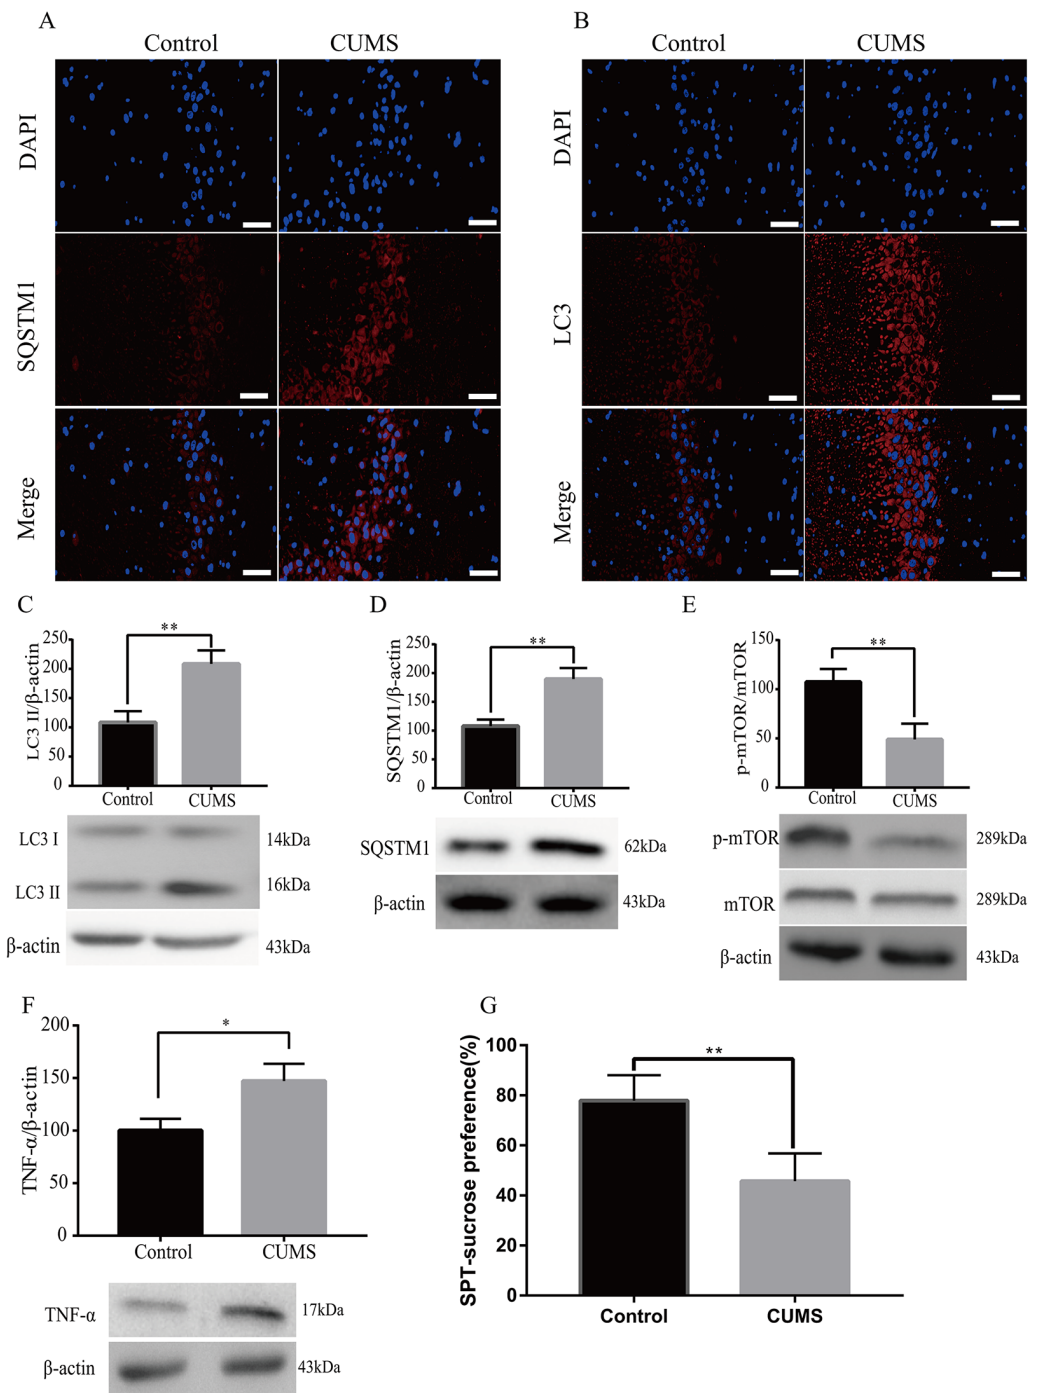 A
B
Control
CUMS
Control
CUMS
DAPI
DAPI
SQSTM1
LC3
Merge
Merge
C
D
E
LC3 II/β-actin
250
200
150
100
50
0
**
Control
CUMS
LC3 I
14kDa
LC3 II
16kDa
β-actin
43kDa
SQSTM1/β-actin
250
200
150
100
50
0
**
Control
CUMS
SQSTM1
62kDa
β-actin
43kDa
p-mTOR/mTOR
150
100
50
0
**
Control
CUMS
p-mTOR
289kDa
mTOR
289kDa
β-actin
43kDa
F
G
TNF-α/β-actin
200
150
100
50
0
*
Control
CUMS
TNF-α
17kDa
β-actin
43kDa
SPT-sucrose preference(%)
100
80
60
40
20
0
**
Control
CUMS